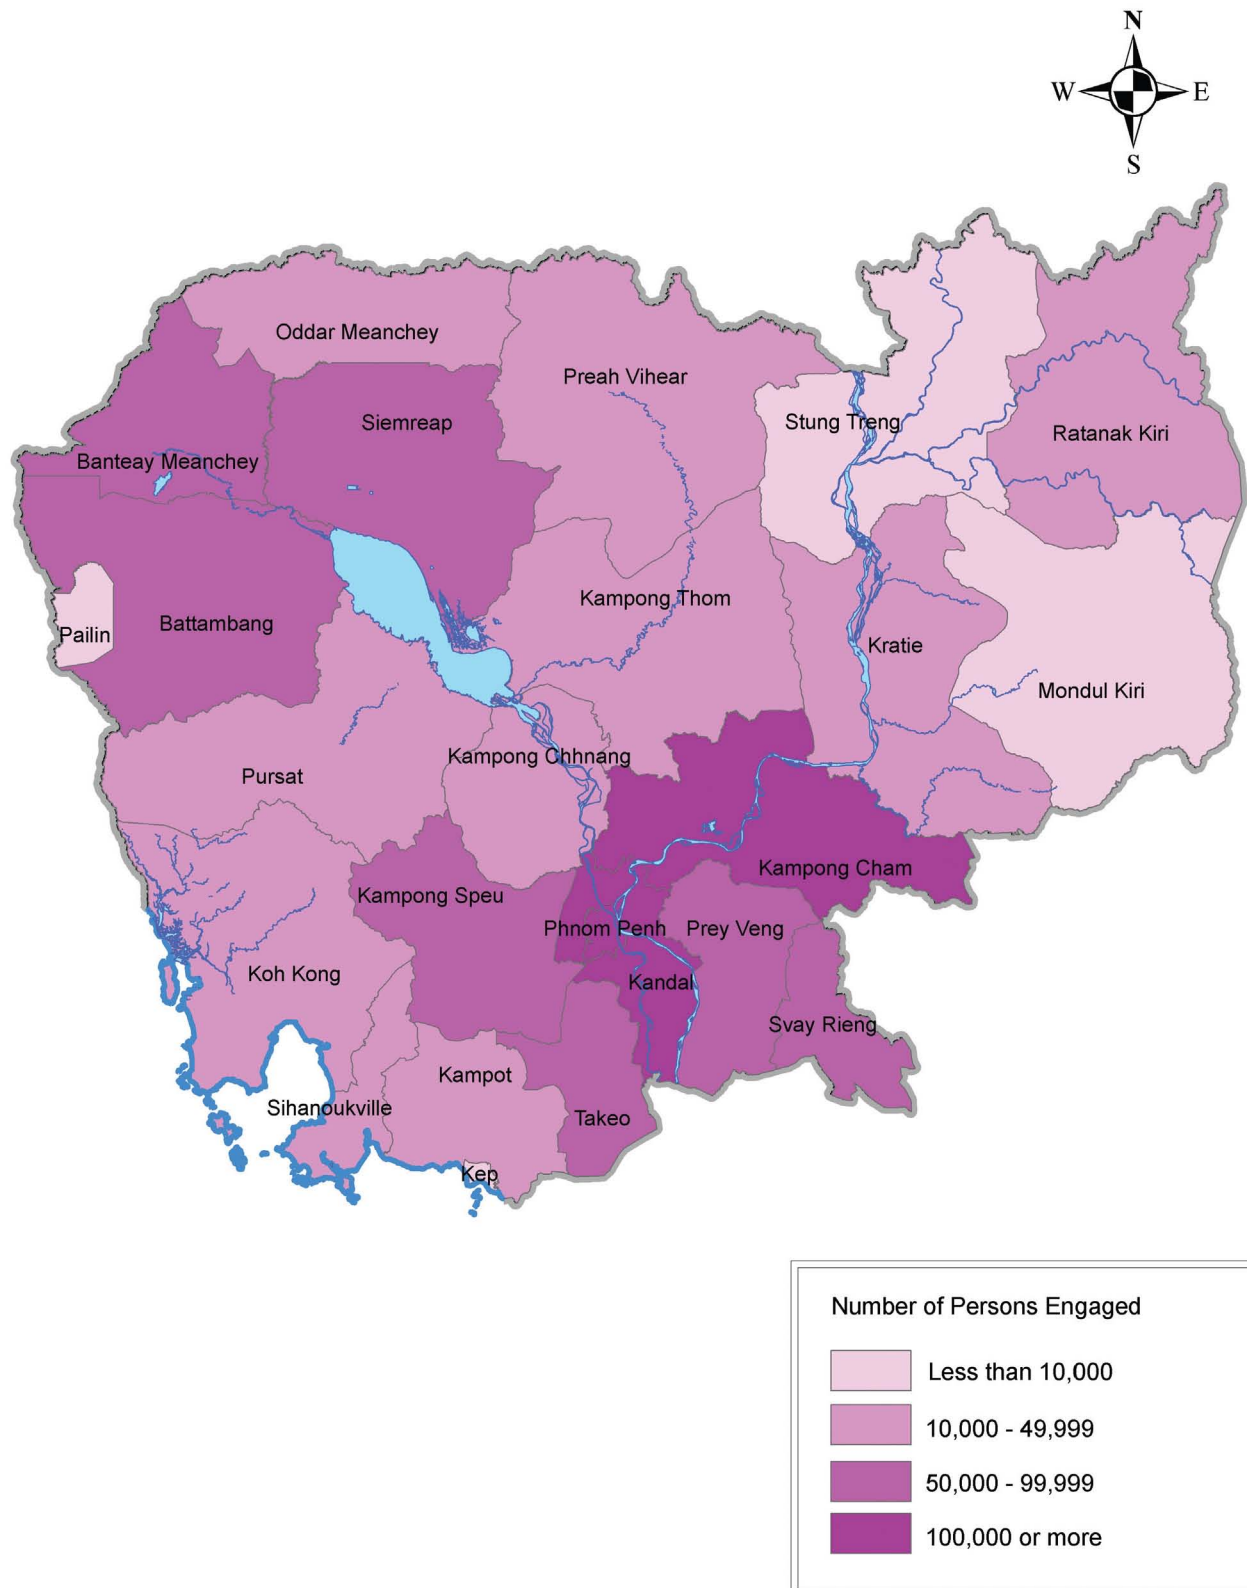 N
W E
S
Oddar Meanchey
Preah Vihear
Siemreap
Stung Treng
Ratanak Kiri
Banteay Meanchey
Kampong Thom
Battambang
Pailin
Kratie
Mondul Kiri
Kampong Chhnang
Pursat
Kampong Cham
Kampong Speu
Phnom Penh
Prey Veng
Koh Kong
Kandal
Svay Rieng
Kampot
Sihanoukville
Takeo
Kep
Number of Persons Engaged
Less than 10,000
10,000 - 49,999
50,000 - 99,999
100,000 or more